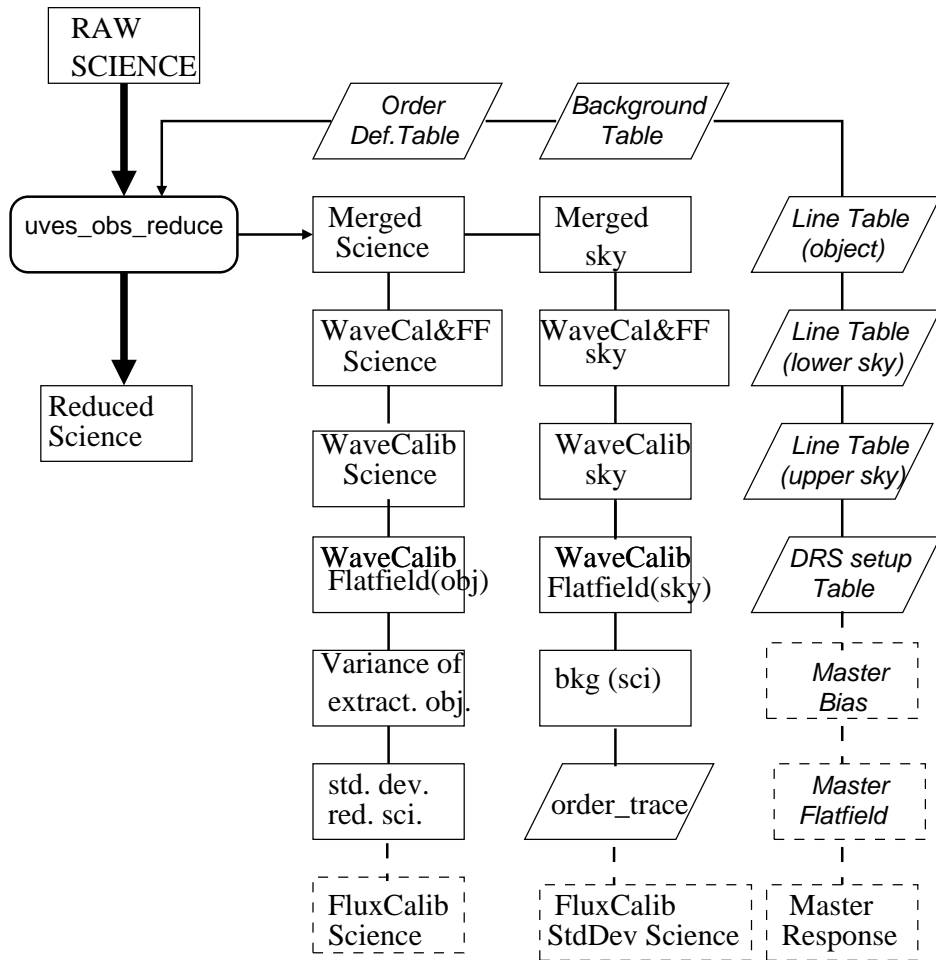 RAW
SCIENCE
Order
Def.Table
Background
Table
uves_obs_reduce
Merged
Science
Merged
sky
Line Table
(object)
WaveCal&FF
Science
WaveCal&FF
sky
Line Table
(lower sky)
Reduced
Science
WaveCalib
Science
WaveCalib
sky
Line Table
(upper sky)
WaveCalib
Flatfield(obj)
WaveCalib
Flatfield(sky)
DRS setup
Table
Variance of
extract. obj.
bkg (sci)
Master
Bias
std. dev.
red. sci.
order_trace
Master
Flatfield
FluxCalib
Science
FluxCalib
StdDev Science
Master
Response